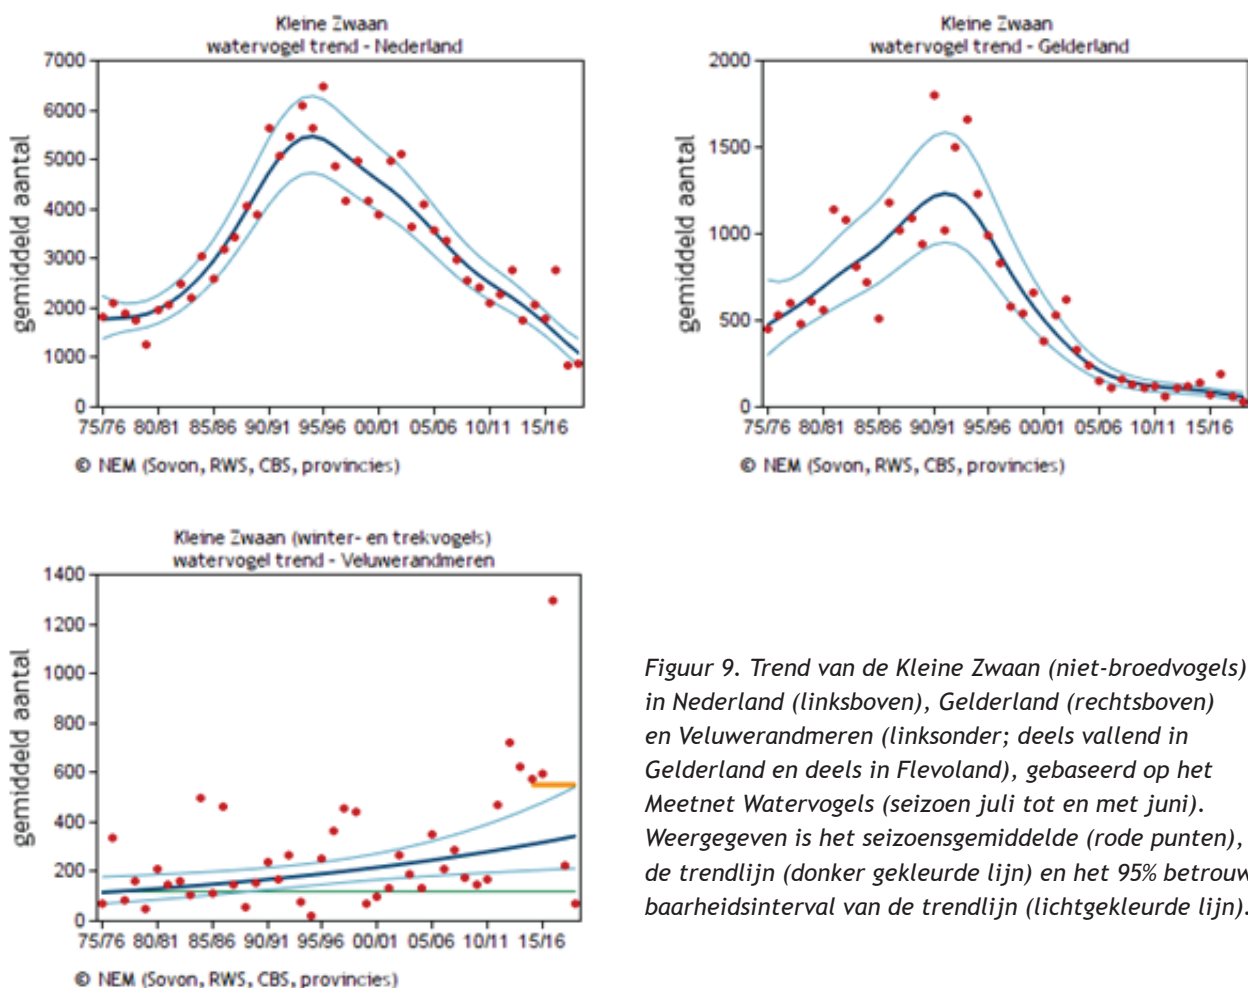 Kleine Zwaan
watervogel trend - Nederland
gemiddeld aantal
7000
6000
5000
4000
3000
2000
1000
0
75/76 80/81 85/86 90/91 95/96 00/01 05/06 10/11 15/16
© NEM (Sovon, RWS, CBS, provincies)
Kleine Zwaan
watervogel trend - Gelderland
gemiddeld aantal
2000
1500
1000
500
0
75/76 80/81 85/86 90/91 95/96 00/01 05/06 10/11 15/16
© NEM (Sovon, RWS, CBS, provincies)
Kleine Zwaan (winter- en trekvogels)
watervogel trend - Veluwerandmeren
gemiddeld aantal
1400
1200
1000
800
600
400
200
0
75/76 80/81 85/86 90/91 95/96 00/01 05/06 10/11 15/16
© NEM (Sovon, RWS, CBS, provincies)
Figuur 9. Trend van de Kleine Zwaan (niet-broedvogels)
in Nederland (linksboven), Gelderland (rechtsboven)
en Veluwerandmeren (linksonder; deels vallend in
Gelderland en deels in Flevoland), gebaseerd op het
Meetnet Watervogels (seizoen juli tot en met juni).
Weergegeven is het seizoensgemiddelde (rode punten),
de trendlijn (donker gekleurde lijn) en het 95% betrouw
baarheidsinterval van de trendlijn (lichtgekleurde lijn).